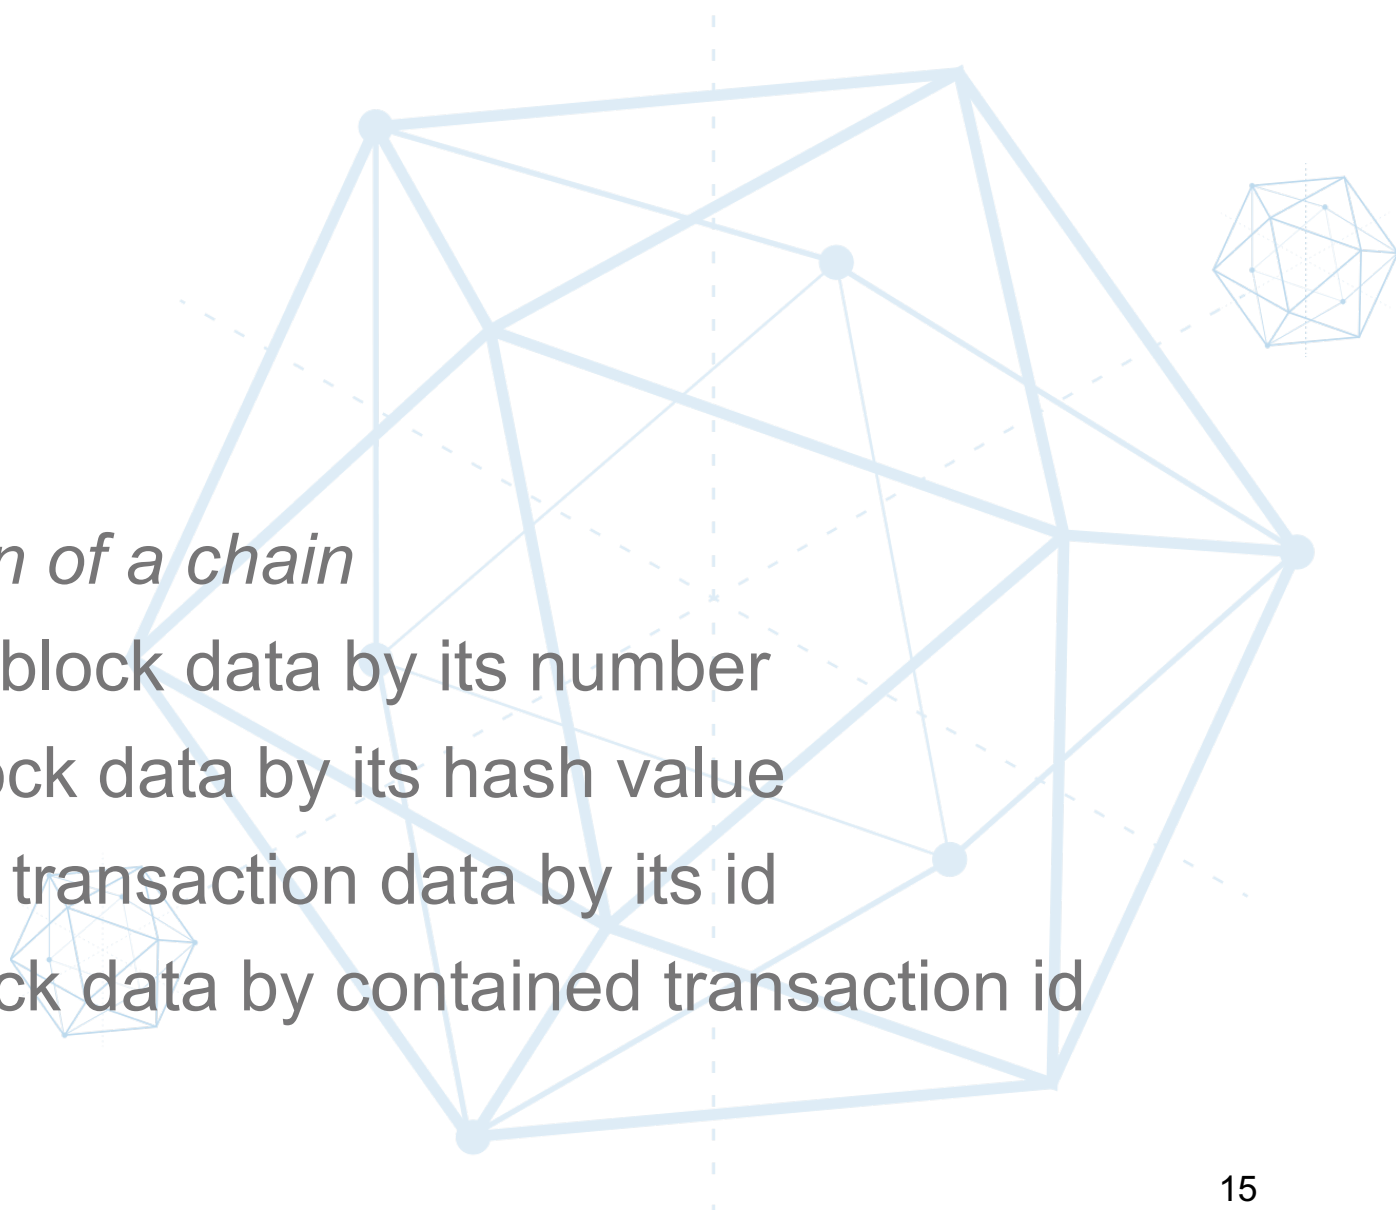 n of a chain
block data by its number
ock data by its hash value
transaction data by its id
ck data by contained transaction id
15